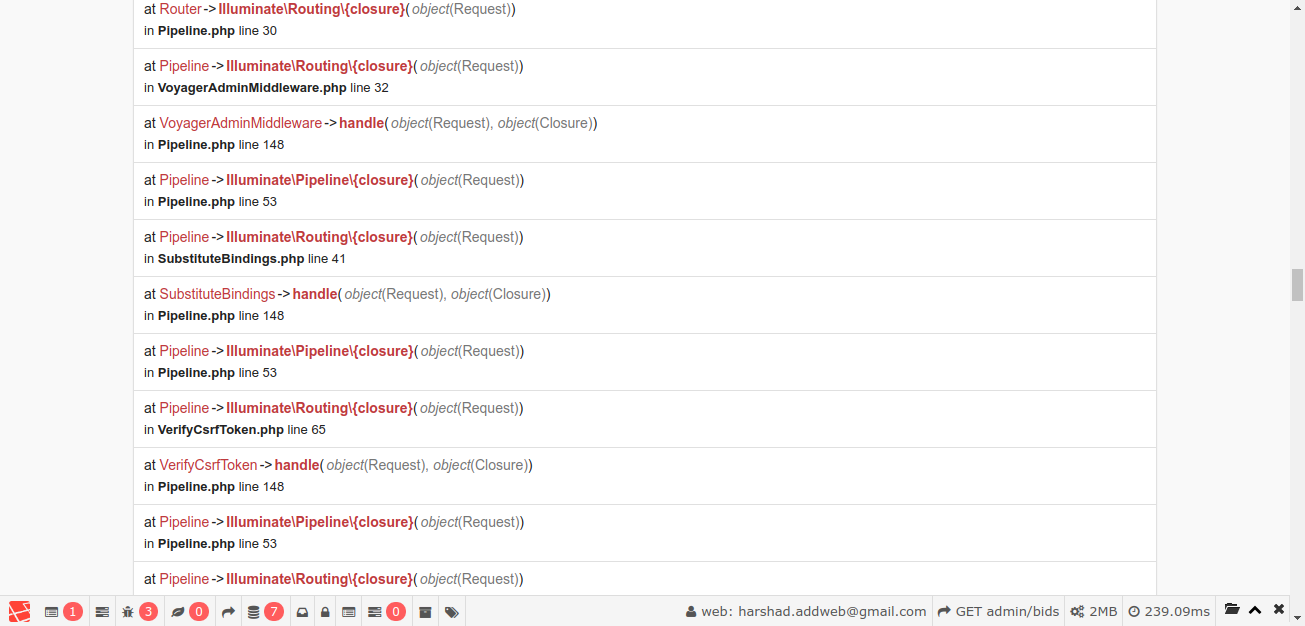 at Router->Illuminate\Routing\{closure}(object(Request))
in Pipeline.php line 30
at Pipeline->Illuminate\Routing\{closure}(object(Request))
in VoyagerAdminMiddleware.php line 32
at VoyagerAdminMiddleware->handle(object(Request), object(Closure))
in Pipeline.php line 148
at Pipeline->Illuminate\Pipeline\{closure}(object(Request))
in Pipeline.php line 53
at Pipeline->Illuminate\Routing\{closure}(object(Request))
in SubstituteBindings.php line 41
at SubstituteBindings->handle(object(Request), object(Closure))
in Pipeline.php line 148
at Pipeline->Illuminate\Pipeline\{closure}(object(Request))
in Pipeline.php line 53
at Pipeline->Illuminate\Routing\{closure}(object(Request))
in VerifyCsrfToken.php line 65
at VerifyCsrfToken->handle(object(Request), object(Closure))
in Pipeline.php line 148
at Pipeline->Illuminate\Pipeline\{closure}(object(Request))
in Pipeline.php line 53
at Pipeline->Illuminate\Routing\{closure}(object(Request))
1 3 0 7 0 web: harshad.addweb@gmail.com GET admin/bids 2MB 239.09ms